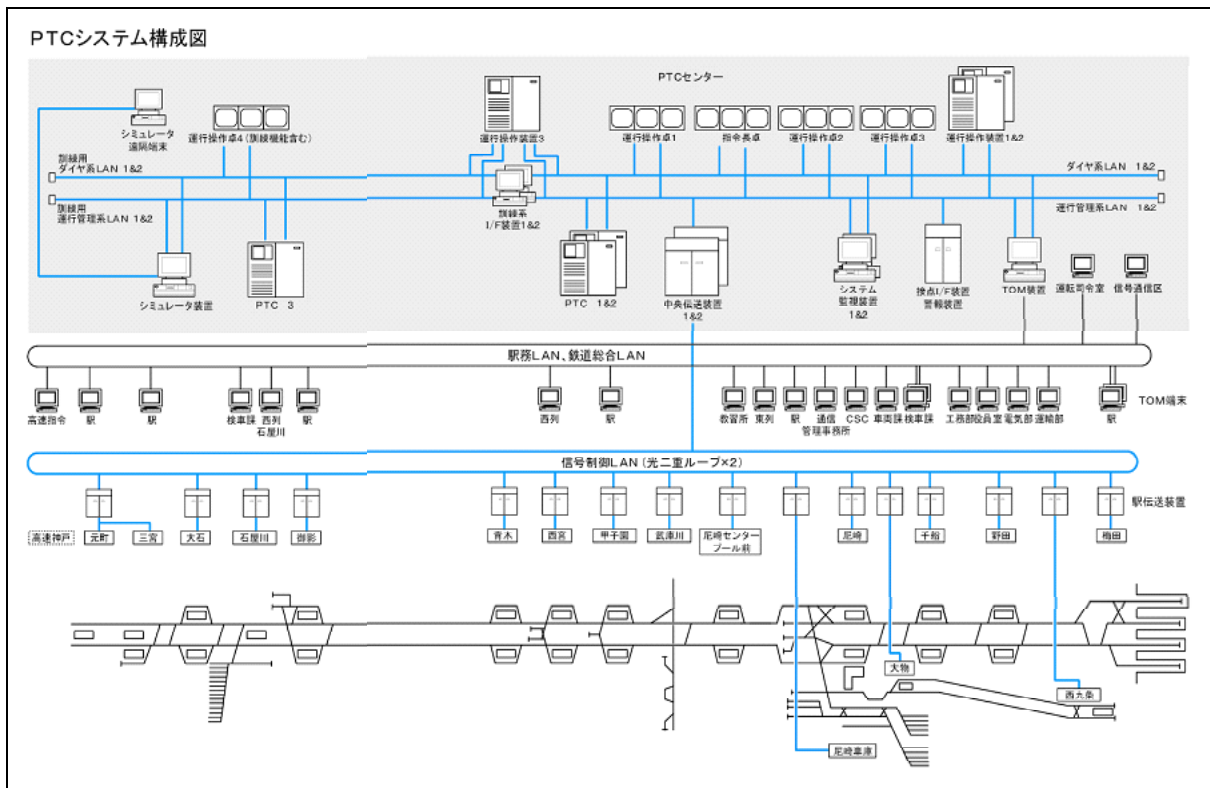 PTCシステム構成図
PTCセンター
シミュレータ
遠隔端末
運行操作卓4(訓練機能含む)
運行操作装置3
運行操作卓1
指令長卓
運行操作卓2
運行操作卓3
運行操作装置1&2
訓練用
ダイヤ系LAN 1&2
ダイヤ系LAN 1&2
訓練用
運行管理系LAN 1&2
運行管理系LAN 1&2
訓練系
I/F装置1&2
シミュレータ装置
PTC 3
PTC 1&2
中央伝送装置
1&2
システム
監視装置
1&2
接点I/F装置
警報装置
TOM装置
運転司令室
信号通信区
駅務LAN、鉄道総合LAN
高速指令
駅
駅
検車課
西列
石屋川
駅
西列
駅
教習所
東列
駅
通信
管理事務所
CSC
車両課
検車課
工務部
役員室
電気部
運輸部
駅
TOM端末
信号制御LAN(光二重ループ×2)
駅伝送装置
高速神戸
元町
三宮
大石
石屋川
御影
青木
西宮
甲子園
武庫川
尼崎センター
プール前
尼崎
千船
野田
梅田
大物
西九条
尼崎車庫